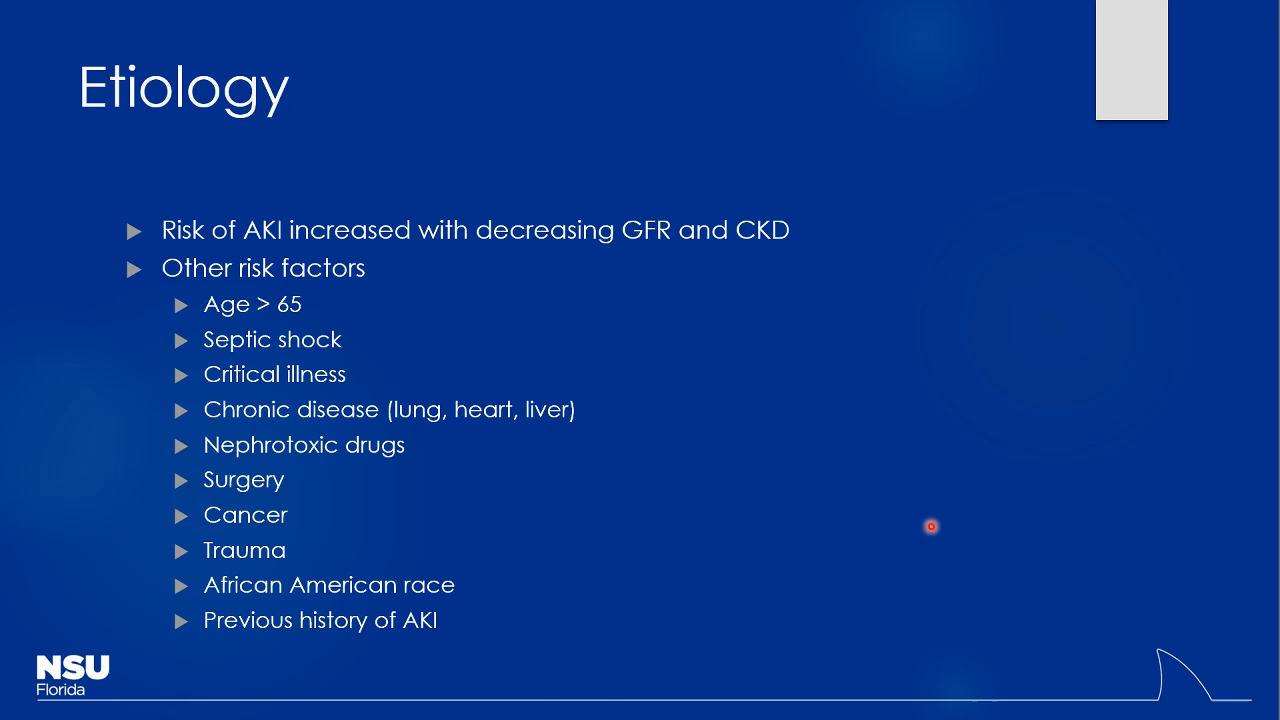 Etiology
Risk of AKI increased with decreasing GFR and CKD
Other risk factors
Age > 65
Septic shock
Critical illness
Chronic disease (lung, heart, liver)
Nephrotoxic drugs
Surgery
Cancer
Trauma
African American race
Previous history of AKI
NSU
Florida